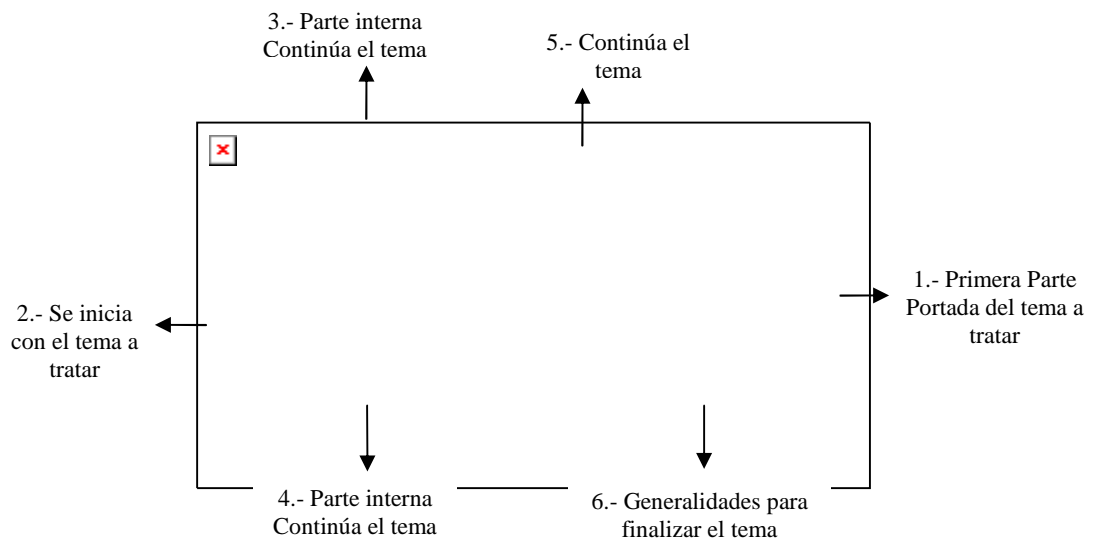 3.- Parte interna
Continúa el tema
5.- Continúa el
tema
1.- Primera Parte
Portada del tema a
tratar
2.- Se inicia
con el tema a
tratar
4.- Parte interna
Continúa el tema
6.- Generalidades para
finalizar el tema